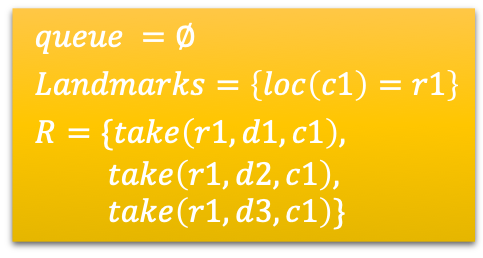 queue = ∅
Landmarks = {loc(c1) = r1}
R = {take(r1, d1, c1),
take(r1, d2, c1),
take(r1, d3, c1)}